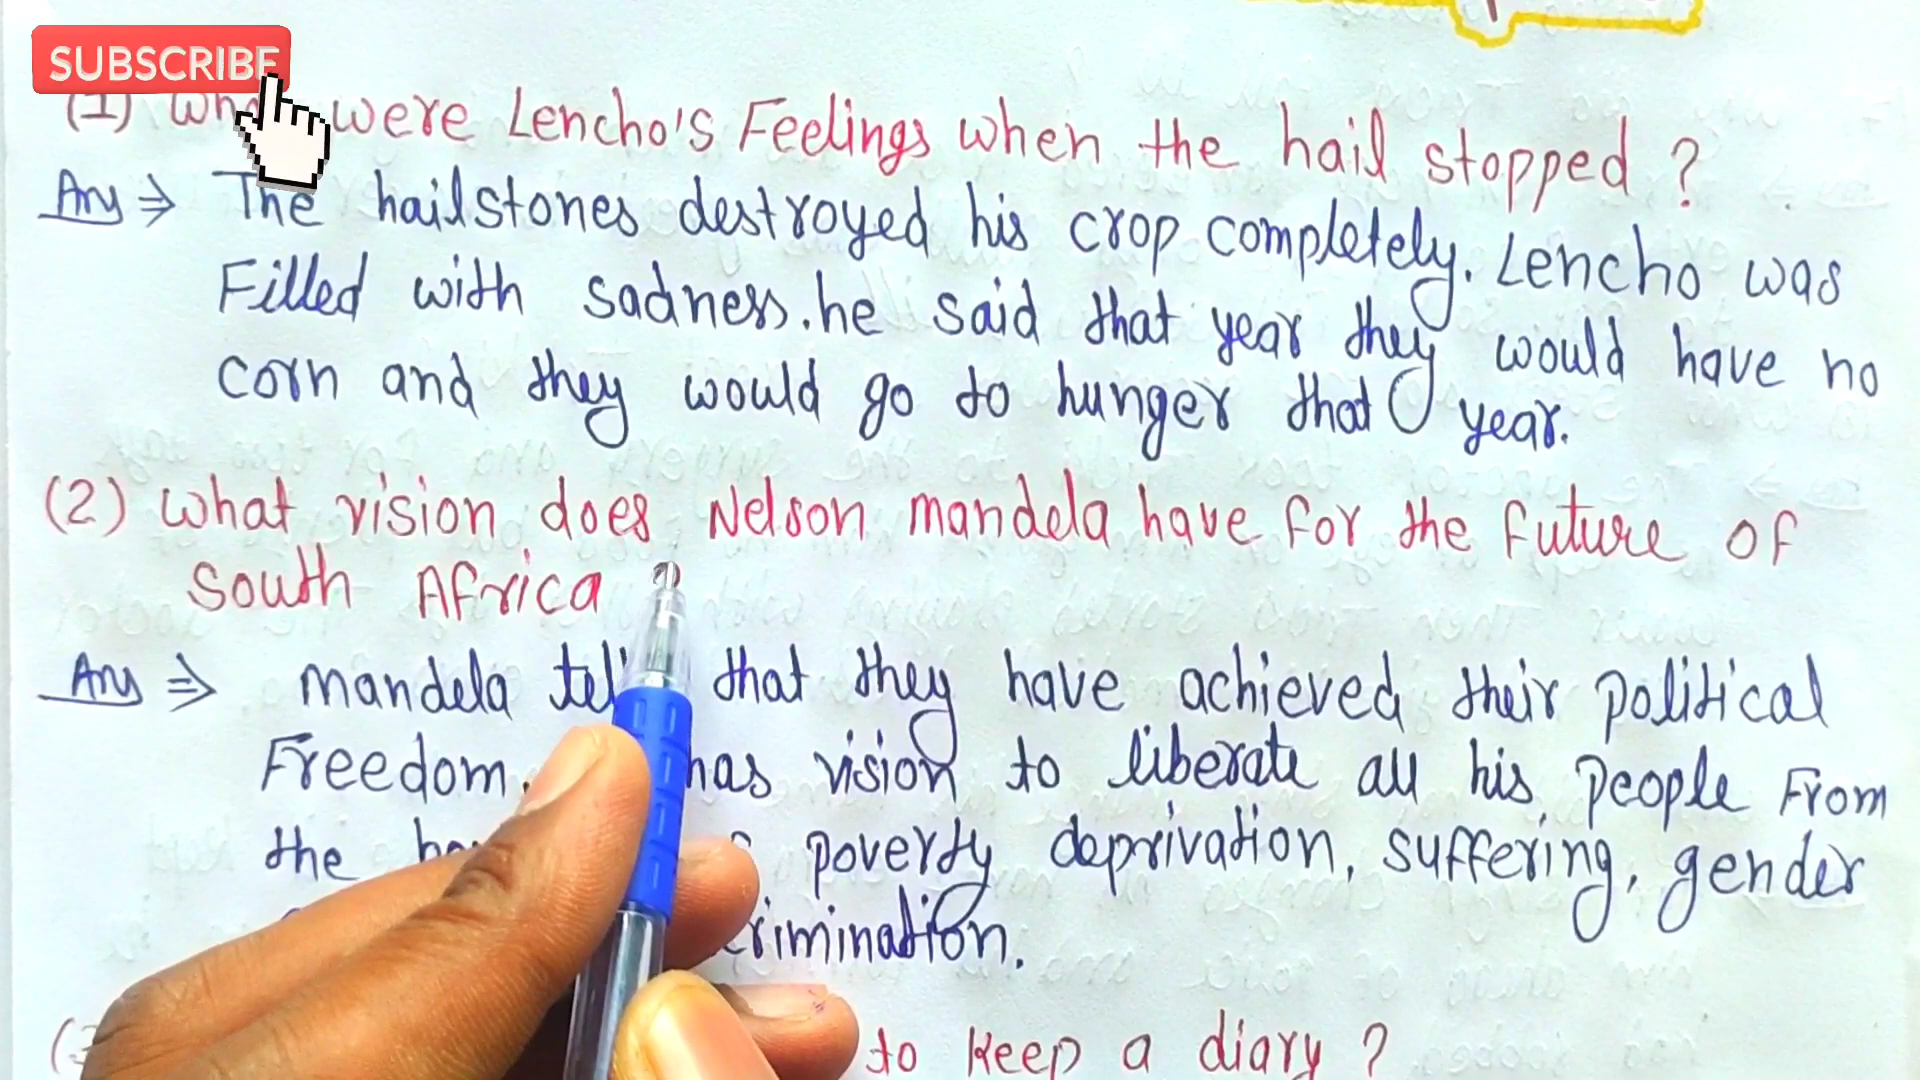 SUBSCRIBE
(1) were Lencho's Feelings when the hail stopped ?
Ans ⇒ The hailstones destroyed his crop completely. Lencho was
Filled with sadness. he said that year they would have no
corn and they would go to hunger that year.
(2) what vision does Nelson mandela have for the future of
South Africa
Ans ⇒ mandela that they have achieved their political
Freedom. has vision to liberate all his people From
the poverty deprivation, suffering, gender
to keep a diary ?